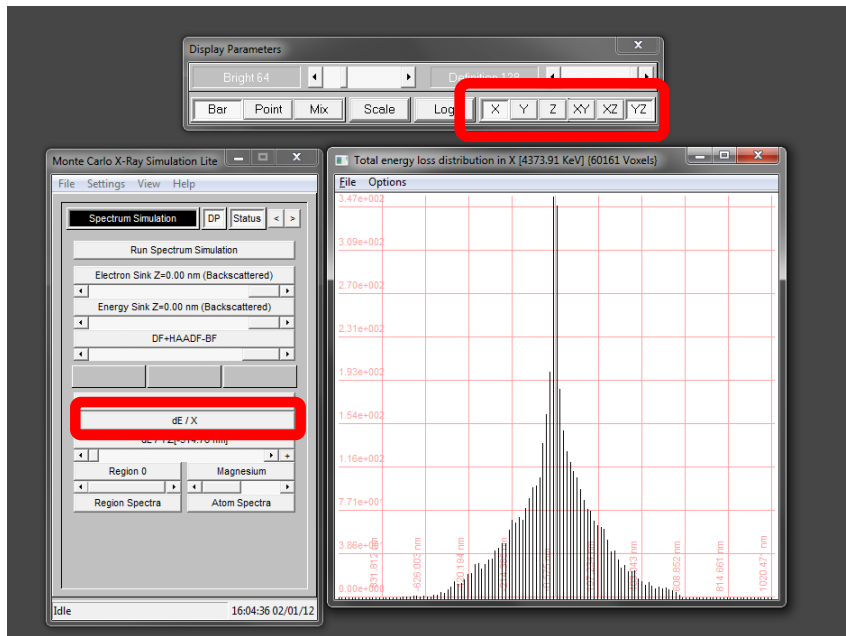 Display Parameters
X
Bright 64
Definition 128
Bar Point Mix Scale Log X Y Z XY XZ YZ
Monte Carlo X-Ray Simulation Lite X
File Settings View Help
Spectrum Simulation DP Status < >
Run Spectrum Simulation
Electron Sink Z=0.00 nm (Backscattered)
Energy Sink Z=0.00 nm (Backscattered)
DF+HAADF-BF
dE / X
+
Region 0 Magnesium
Region Spectra Atom Spectra
Idle 16:04:36 02/01/12
Total energy loss distribution in X [4373.91 KeV] (60161 Voxels) X
File Options
3.47e+002
3.09e+002
2.70e+002
2.31e+002
1.93e+002
1.54e+002
1.16e+002
7.71e+001
3.86e+001
0.00e+000
-626.003 nm
808.852 nm
814.661 nm
1020.471 nm